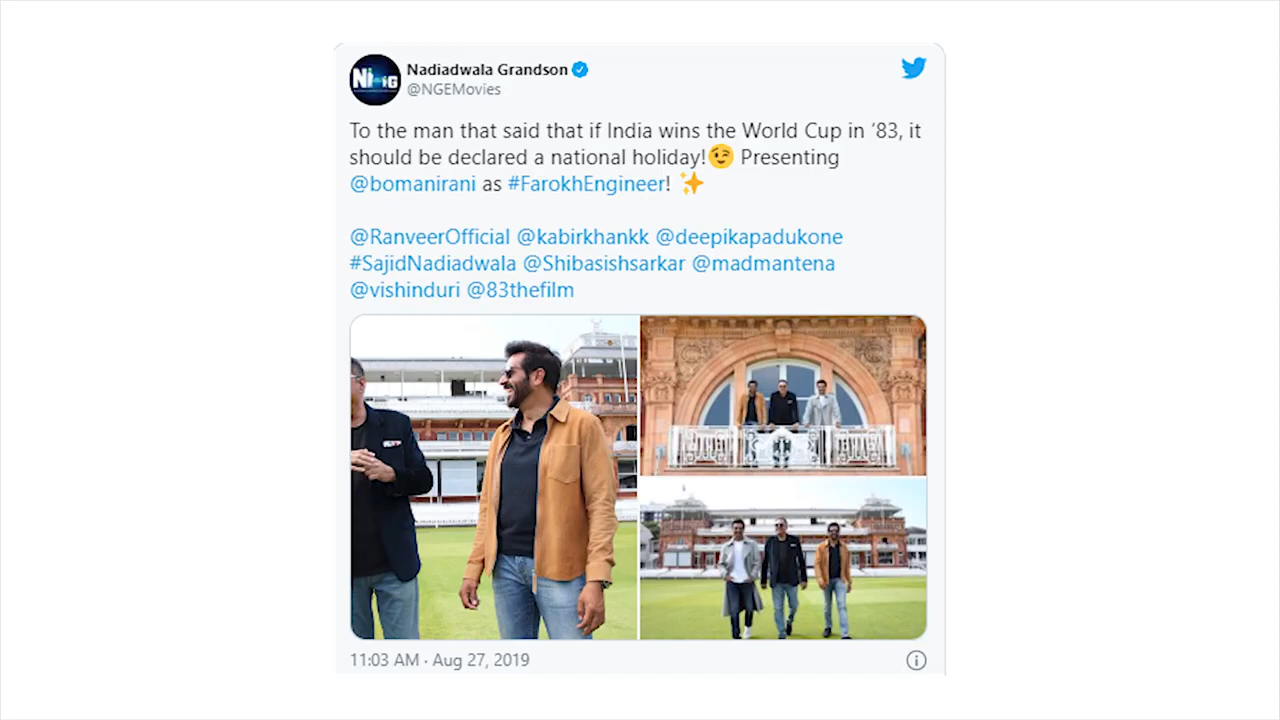 Nadiadwala Grandson
@NGEMovies
To the man that said that if India wins the World Cup in ’83, it
should be declared a national holiday!😉 Presenting
@bomanirani as #FarokhEngineer! ✨
@RanveerOfficial @kabirkhankk @deepikapadukone
#SajidNadiadwala @Shibasishsarkar @madmantena
@vishinduri @83thefilm
11:03 AM · Aug 27, 2019